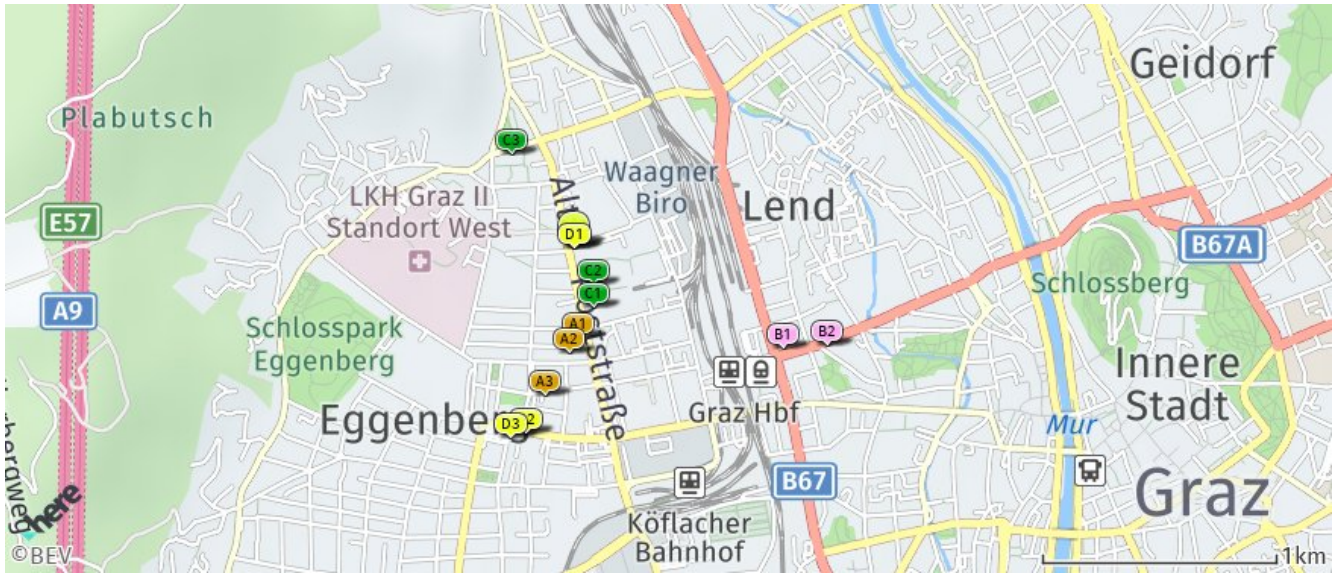 Geidorf
Plabutsch
C3
Waagner
Biro
LKH Graz II
Standort West
Lend
E57
D1
B67A
C2
Schlossberg
C1
A9
Schlosspark
Eggenberg
A1
A2
B1
B2
Innere
Stadt
A3
Graz Hbf
Eggenberg
D3
2
Mur
B67
Graz
here
Köflacher
Bahnhof
©BEV
1km